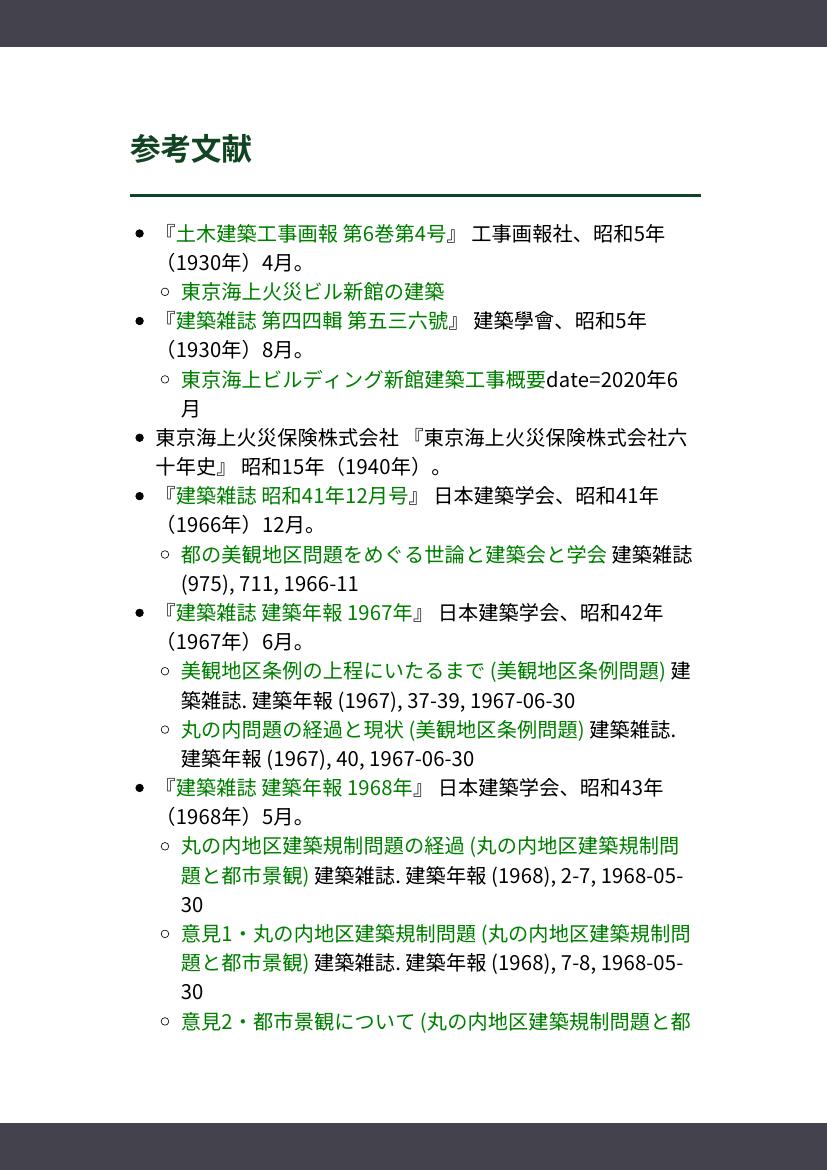 参考文献
『土木建築工事画報 第6巻第4号』 工事画報社、昭和5年
（1930年）4月。
東京海上火災ビル新館の建築
『建築雑誌 第四四輯 第五三六號』 建築學會、昭和5年
（1930年）8月。
東京海上ビルディング新館建築工事概要date=2020年6
月
東京海上火災保険株式会社 『東京海上火災保険株式会社六
十年史』 昭和15年（1940年）。
『建築雑誌 昭和41年12月号』 日本建築学会、昭和41年
（1966年）12月。
都の美観地区問題をめぐる世論と建築会と学会 建築雑誌
(975), 711, 1966-11
『建築雑誌 建築年報 1967年』 日本建築学会、昭和42年
（1967年）6月。
美観地区条例の上程にいたるまで (美観地区条例問題) 建
築雑誌. 建築年報 (1967), 37-39, 1967-06-30
丸の内問題の経過と現状 (美観地区条例問題) 建築雑誌.
建築年報 (1967), 40, 1967-06-30
『建築雑誌 建築年報 1968年』 日本建築学会、昭和43年
（1968年）5月。
丸の内地区建築規制問題の経過 (丸の内地区建築規制問
題と都市景観) 建築雑誌. 建築年報 (1968), 2-7, 1968-05-
30
意見1・丸の内地区建築規制問題 (丸の内地区建築規制問
題と都市景観) 建築雑誌. 建築年報 (1968), 7-8, 1968-05-
30
意見2・都市景観について (丸の内地区建築規制問題と都